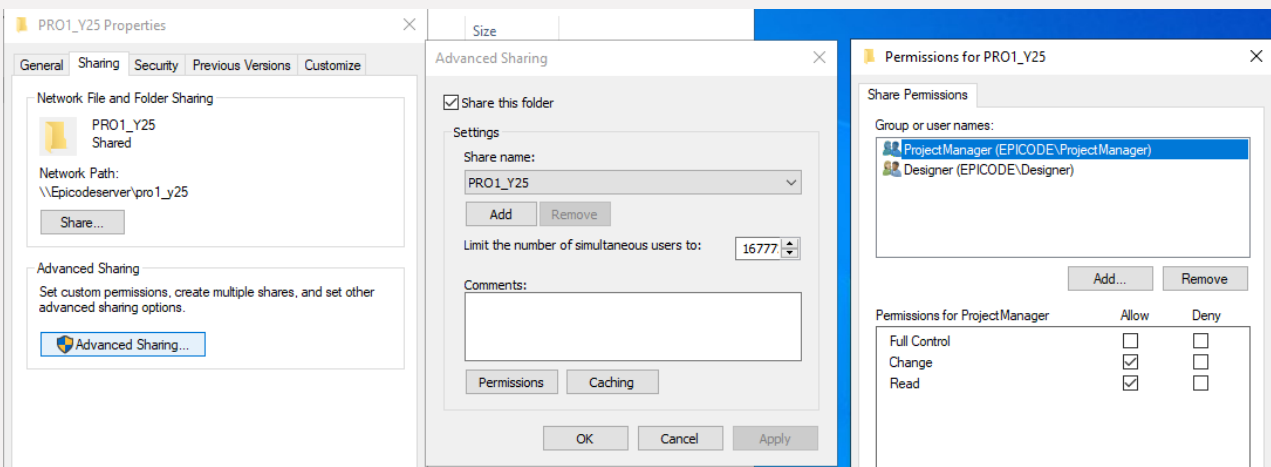 PRO1_Y25 Properties
General Sharing Security Previous Versions Customize
Network File and Folder Sharing
PRO1_Y25
Shared
Network Path:
\\Epicodeserver\pro1_y25
Share...
Advanced Sharing
Set custom permissions, create multiple shares, and set other
advanced sharing options.
Advanced Sharing...
Size
Advanced Sharing
Share this folder
Settings
Share name:
PRO1_Y25
Add Remove
Limit the number of simultaneous users to: 16777
Comments:
Permissions Caching
OK Cancel Apply
Permissions for PRO1_Y25
Share Permissions
Group or user names:
ProjectManager (EPICODE\ProjectManager)
Designer (EPICODE\Designer)
Add... Remove
Permissions for ProjectManager Allow Deny
Full Control
Change
Read